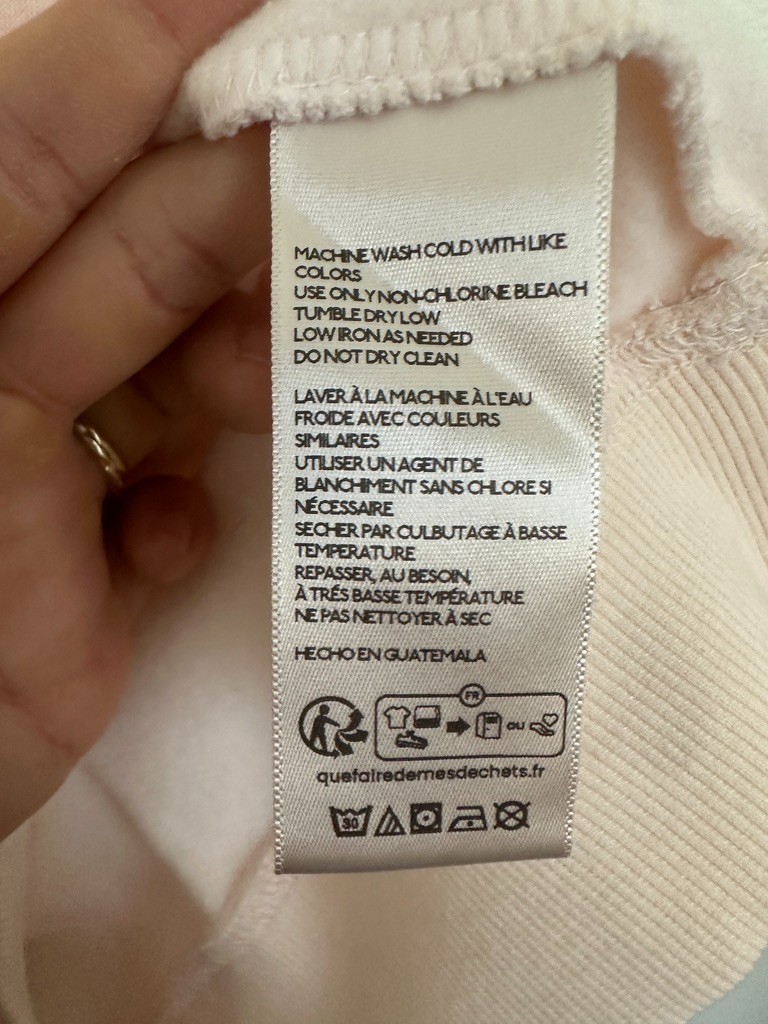 MACHINE WASH COLD WITH LIKE
COLORS
USE ONLY NON-CHLORINE BLEACH
TUMBLE DRY LOW
LOW IRON AS NEEDED
DO NOT DRY CLEAN
LAVER À LA MACHINE À L'EAU
FROIDE AVEC COULEURS
SIMILAIRES
UTILISER UN AGENT DE
BLANCHIMENT SANS CHLORE SI
NÉCESSAIRE
SECHER PAR CULBUTAGE À BASSE
TEMPERATURE
REPASSER, AU BESOIN,
À TRÉS BASSE TEMPÉRATURE
NE PAS NETTOYER À SEC
HECHO EN GUATEMALA
FR
OU
quefairedemesdechets.fr
30